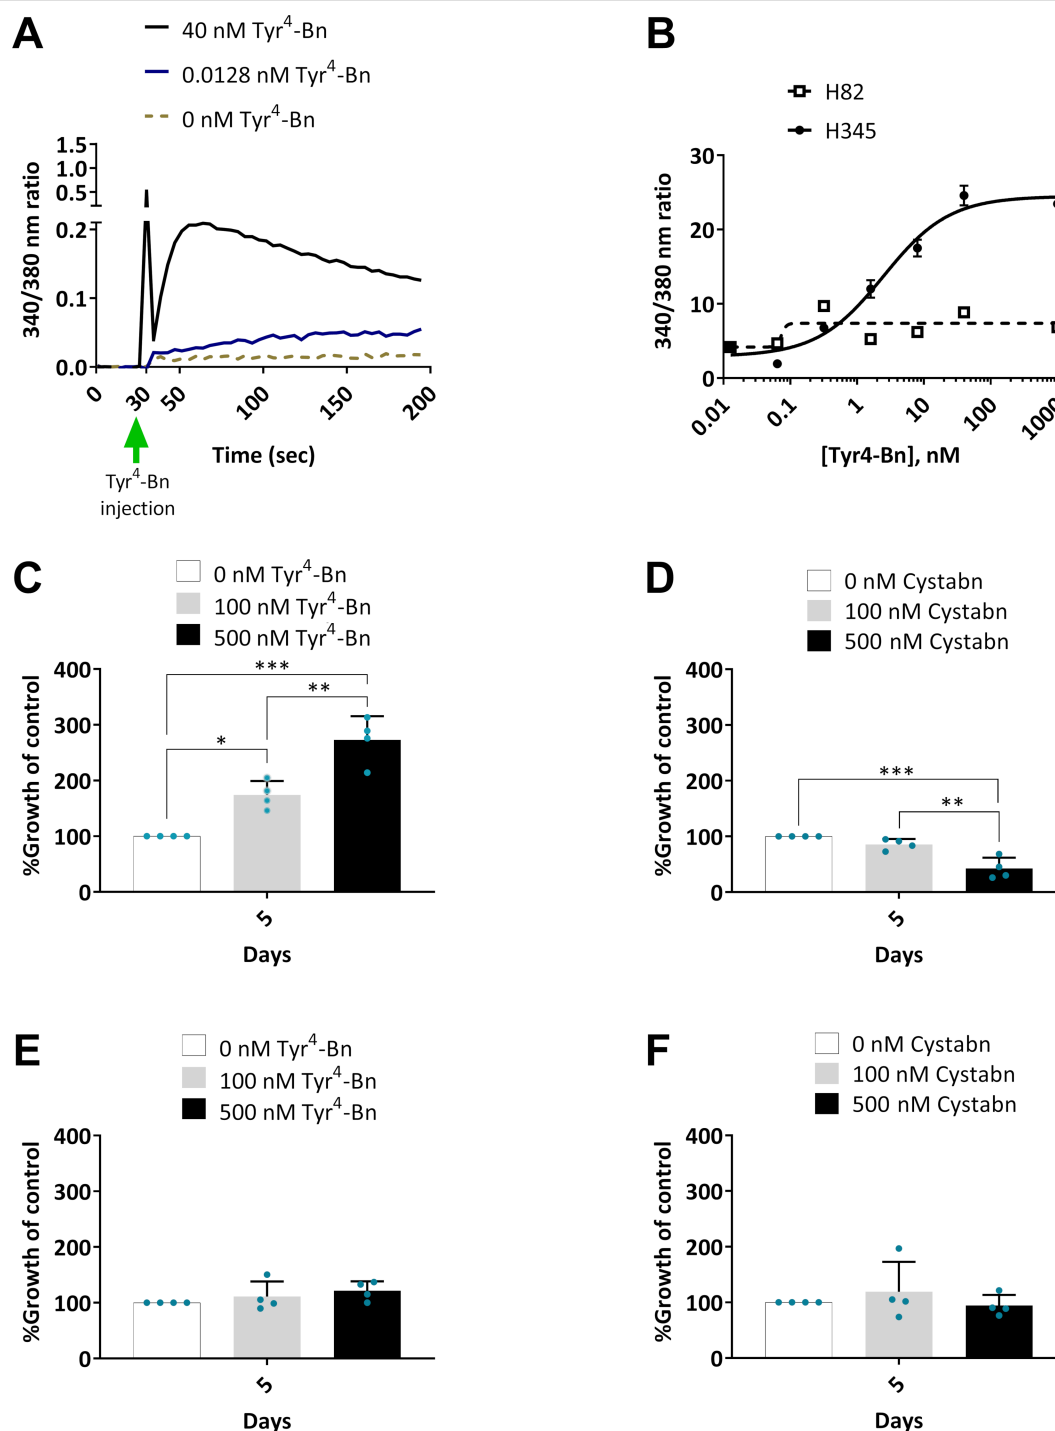 A
40 nM Tyr4-Bn
0.0128 nM Tyr4-Bn
0 nM Tyr4-Bn
340/380 nm ratio
1.5
1.0
0.5
0.2
0.1
0.0
0
30
50
100
150
200
Time (sec)
Tyr4-Bn
injection
B
H82
H345
340/380 nm ratio
30
20
10
0
0.01
0.1
1
10
100
1000
[Tyr4-Bn], nM
C
0 nM Tyr4-Bn
100 nM Tyr4-Bn
500 nM Tyr4-Bn
%Growth of control
400
300
200
100
0
***
**
*
5
Days
D
0 nM Cystabn
100 nM Cystabn
500 nM Cystabn
%Growth of control
400
300
200
100
0
***
**
5
Days
E
0 nM Tyr4-Bn
100 nM Tyr4-Bn
500 nM Tyr4-Bn
%Growth of control
400
300
200
100
0
5
Days
F
0 nM Cystabn
100 nM Cystabn
500 nM Cystabn
%Growth of control
400
300
200
100
0
5
Days